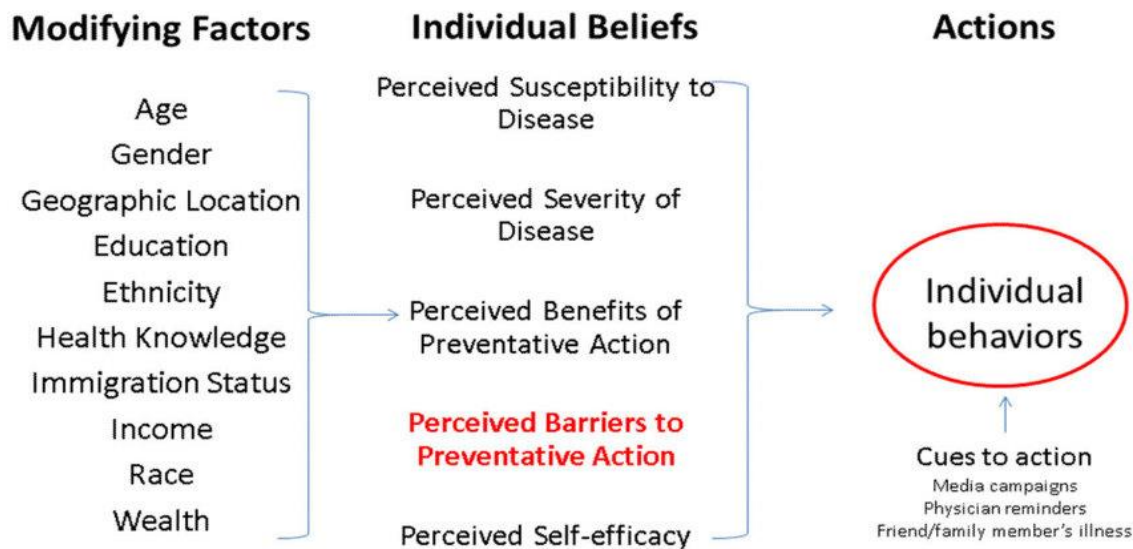 Modifying Factors
Age
Gender
Geographic Location
Education
Ethnicity
Health Knowledge
Immigration Status
Income
Race
Wealth
Individual Beliefs
Perceived Susceptibility to
Disease
Perceived Severity of
Disease
Perceived Benefits of
Preventative Action
Perceived Barriers to
Preventative Action
Perceived Self-efficacy
Actions
Individual
behaviors
Cues to action
Media campaigns
Physician reminders
Friend/family member's illness